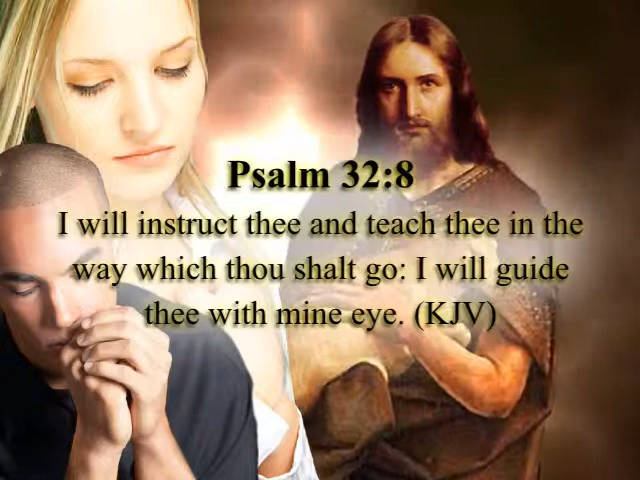 Psalm 32:8
I will instruct thee and teach thee in the
way which thou shalt go: I will guide
thee with mine eye. (KJV)